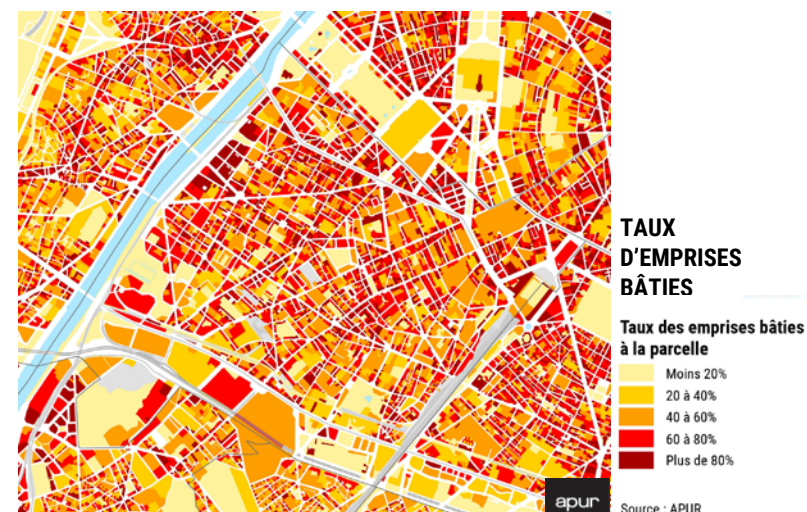 TAUX
D'EMPRISES
BÂTIES
Taux des emprises bâties
à la parcelle
Moins 20%
20 à 40%
40 à 60%
60 à 80%
Plus de 80%
apur
Source : APUR